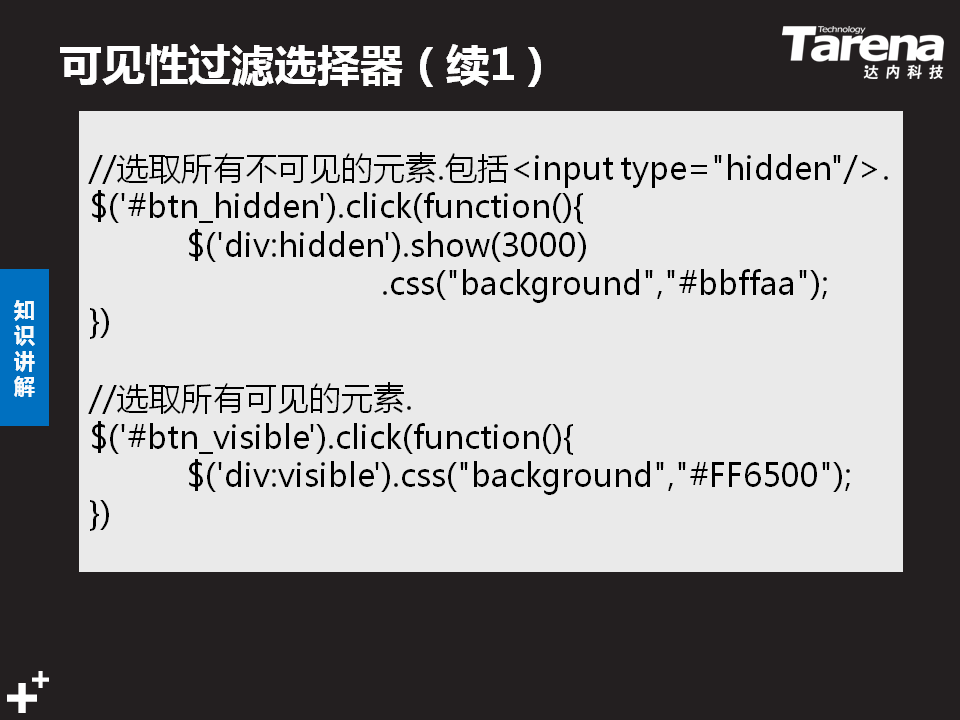 可见性过滤选择器（续1）
Technology
Tarena
达内科技
//选取所有不可见的元素.包括<input type="hidden"/>.
$('#btn_hidden').click(function(){
$('div:hidden').show(3000)
.css("background","#bbffaa");
})
//选取所有可见的元素.
$('#btn_visible').click(function(){
$('div:visible').css("background","#FF6500");
})
知识讲解